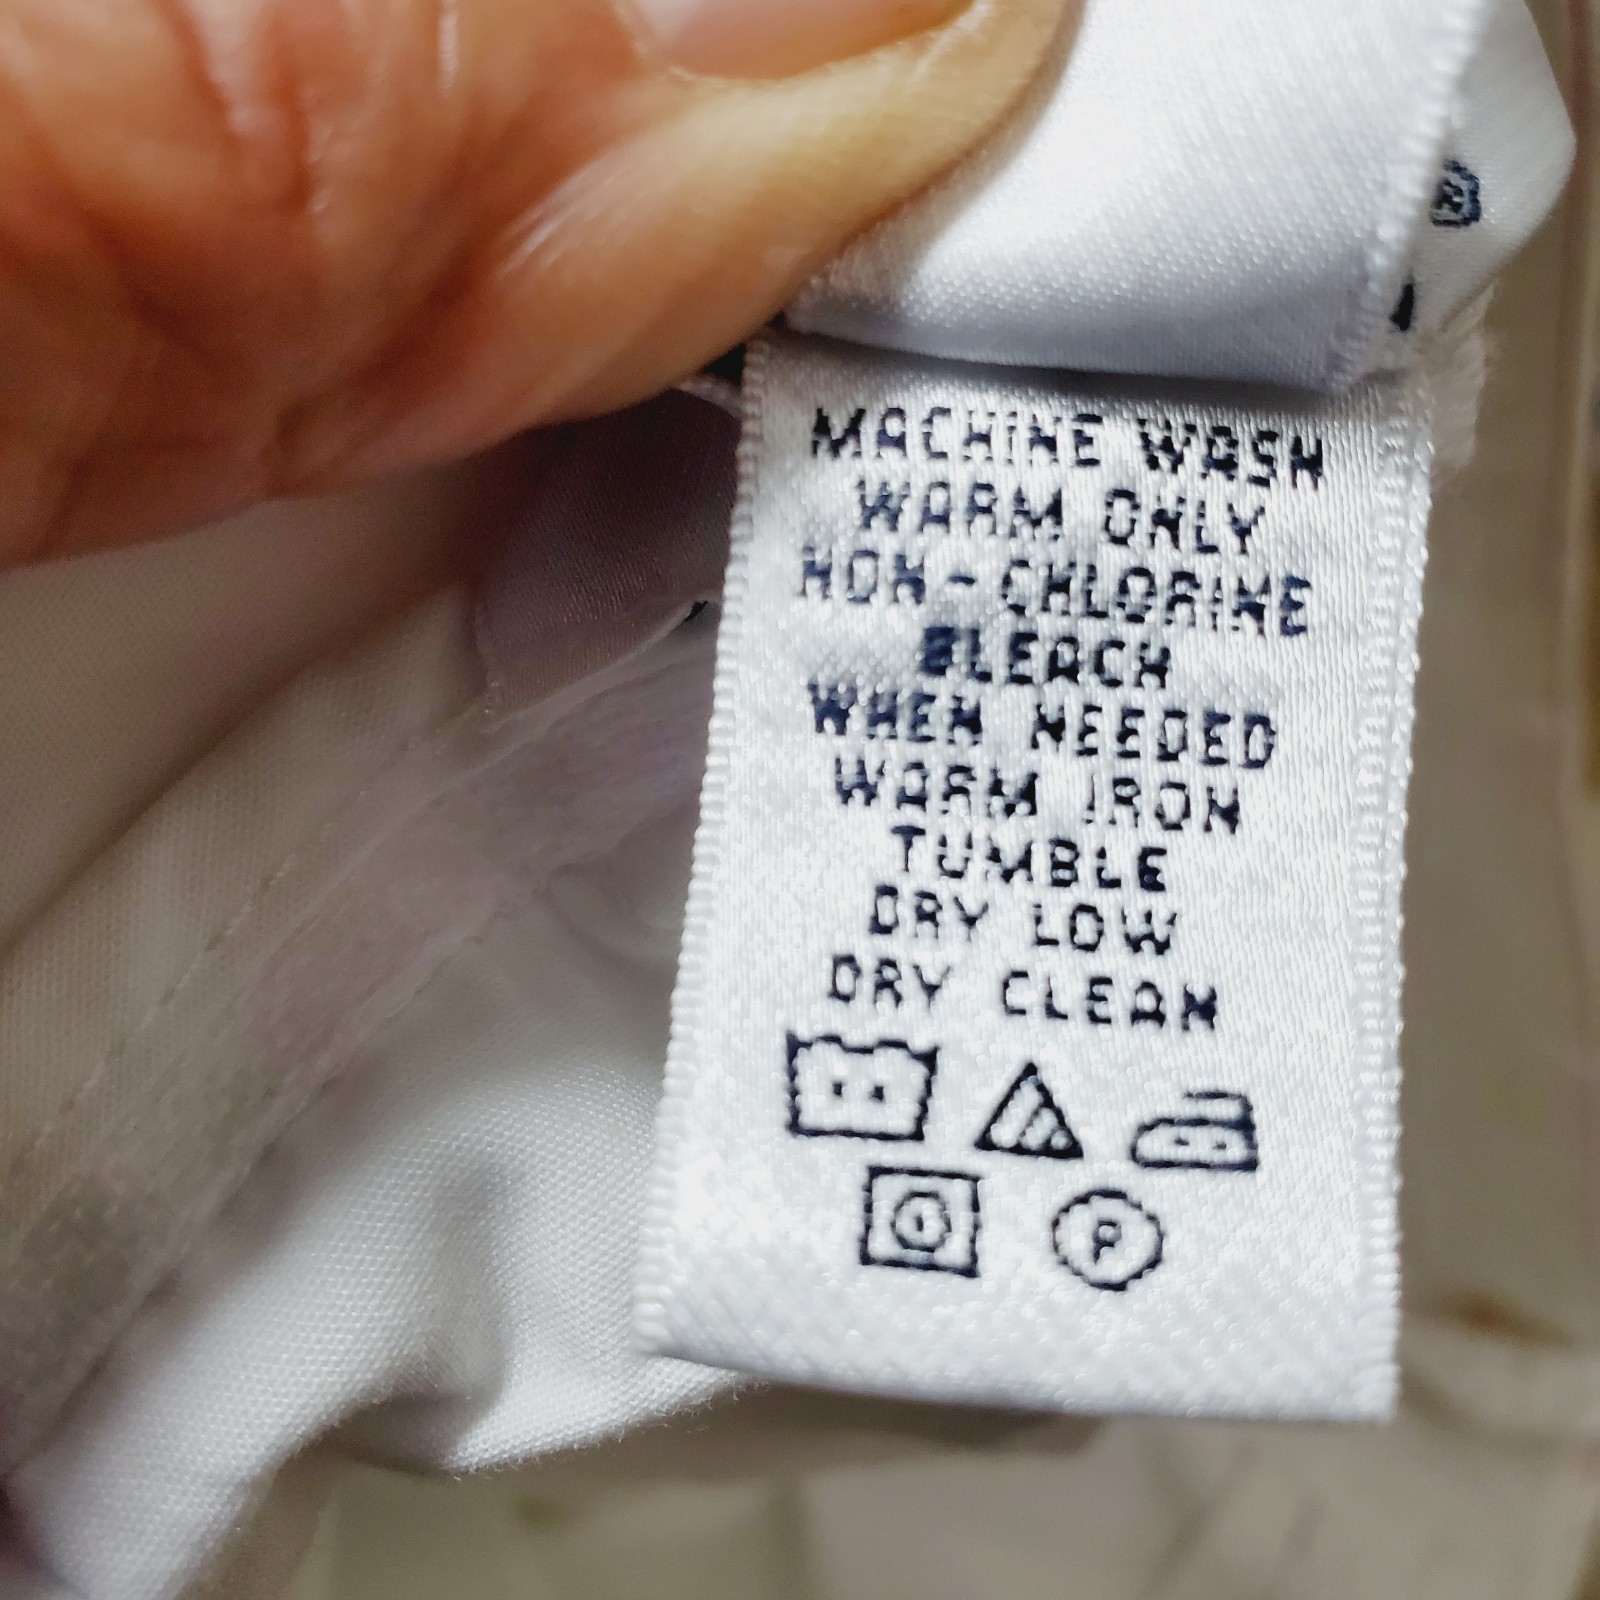 MACHINE WASH
WARM ONLY
NON-CHLORINE
BLEACH
WHEN NEEDED
WARM IRON
TUMBLE
DRY LOW
DRY CLEAN
P